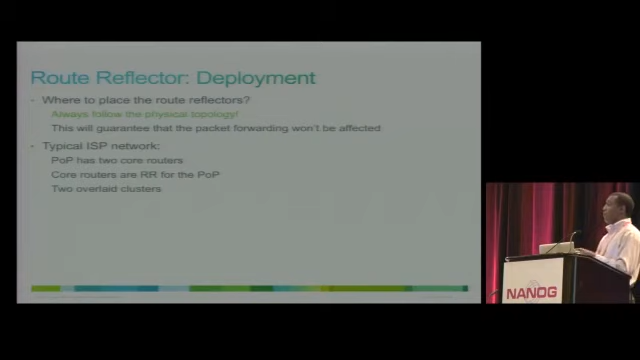 Route Reflector: Deployment
Where to place the route reflectors?
Always follow the physical topology!
This will guarantee that the packet forwarding won't be affected
Typical ISP network:
PoP has two core routers
Core routers are RR for the PoP
Two overlaid clusters
NANOG